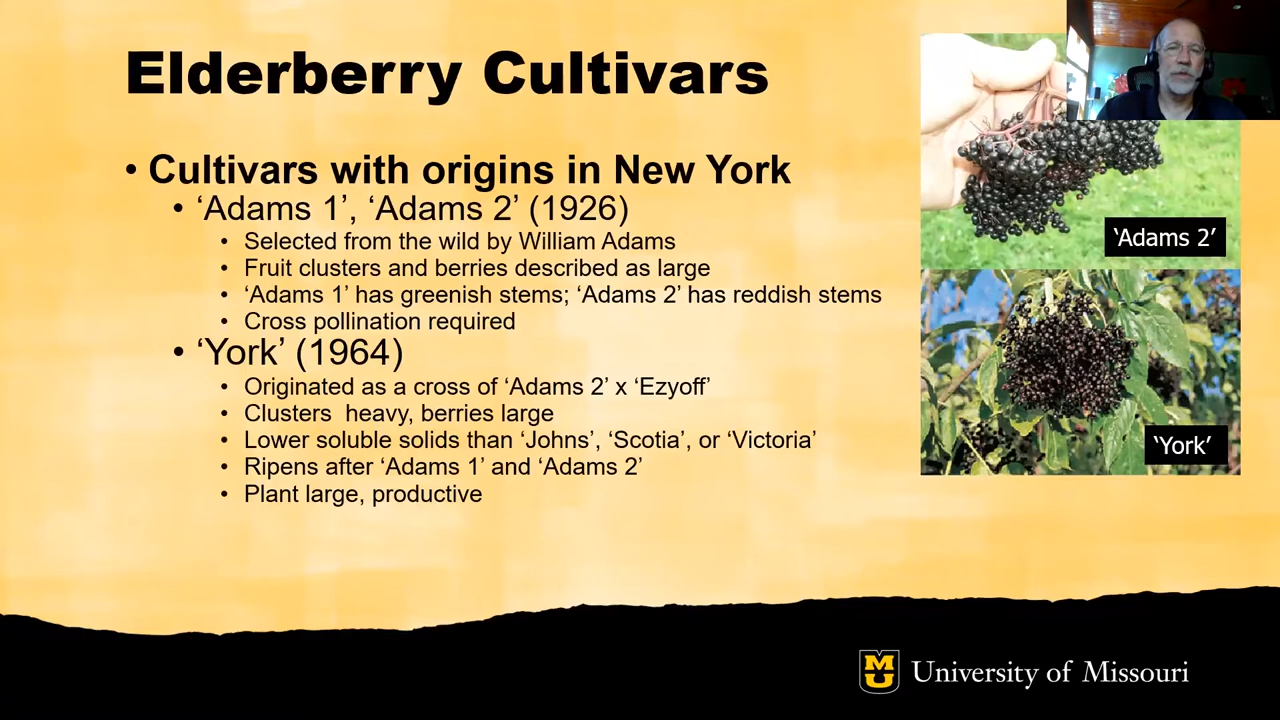 Elderberry Cultivars
• Cultivars with origins in New York
• ‘Adams 1’, ‘Adams 2’ (1926)
• Selected from the wild by William Adams
• Fruit clusters and berries described as large
• ‘Adams 1’ has greenish stems; ‘Adams 2’ has reddish stems
• Cross pollination required
• ‘York’ (1964)
• Originated as a cross of ‘Adams 2’ x ‘Ezyoff’
• Clusters heavy, berries large
• Lower soluble solids than ‘Johns’, ‘Scotia’, or ‘Victoria’
• Ripens after ‘Adams 1’ and ‘Adams 2’
• Plant large, productive
‘Adams 2’
‘York’
MU University of Missouri